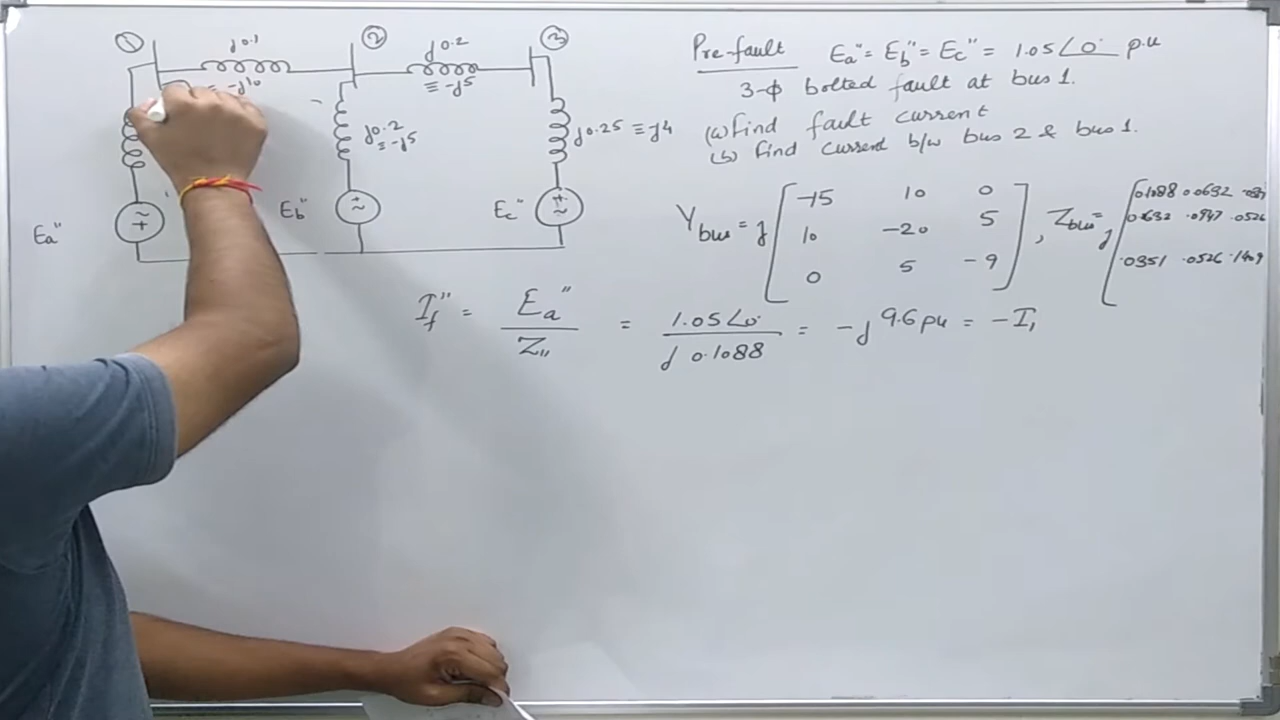 ① ② ③
j0.1
≡ -j10
j0.2
≡ -j5
j0.2
≡ -j5
j0.25 ≡ -j4
Ea" Eb" Ec"
Pre-fault Ea" = Eb" = Ec" = 1.05∠0° p.u
3-ϕ bolted fault at bus 1.
(a) Find fault current
(b) Find current b/w bus 2 & bus 1.
Ybus = j [ -15 10 0
10 -20 5
0 5 -9 ] , Zbus = j [ 0.1088 0.0632
0.0632 .0947 .0526
.0351 .0526 .1409
If" = Ea" / Z11 = 1.05∠0° / j 0.1088 = -j 9.6 pu = -I1